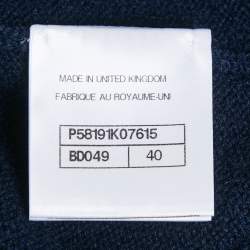 MADE IN UNITED KINGDOM
FABRIQUE AU ROYAUME-UNI
P58191K07615
BD049 40